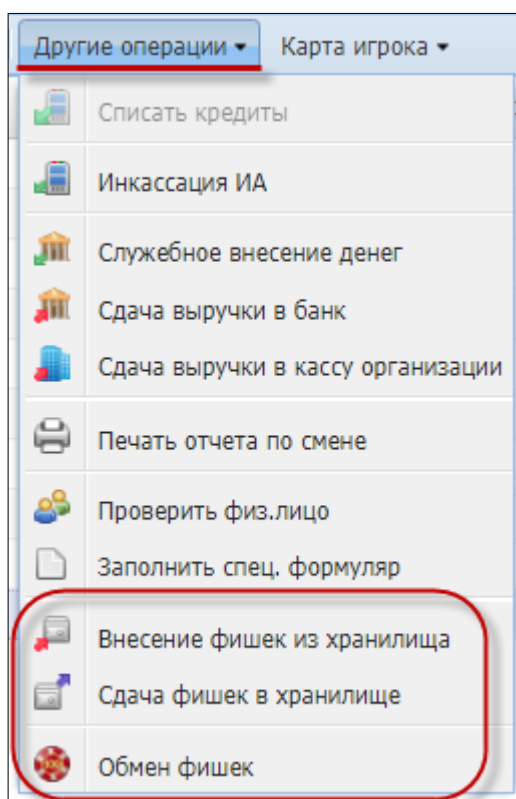 Другие операции Карта игрока
Списать кредиты
Инкассация ИА
Служебное внесение денег
Сдача выручки в банк
Сдача выручки в кассу организации
Печать отчета по смене
Проверить физ.лицо
Заполнить спец. формуляр
Внесение фишек из хранилища
Сдача фишек в хранилище
Обмен фишек